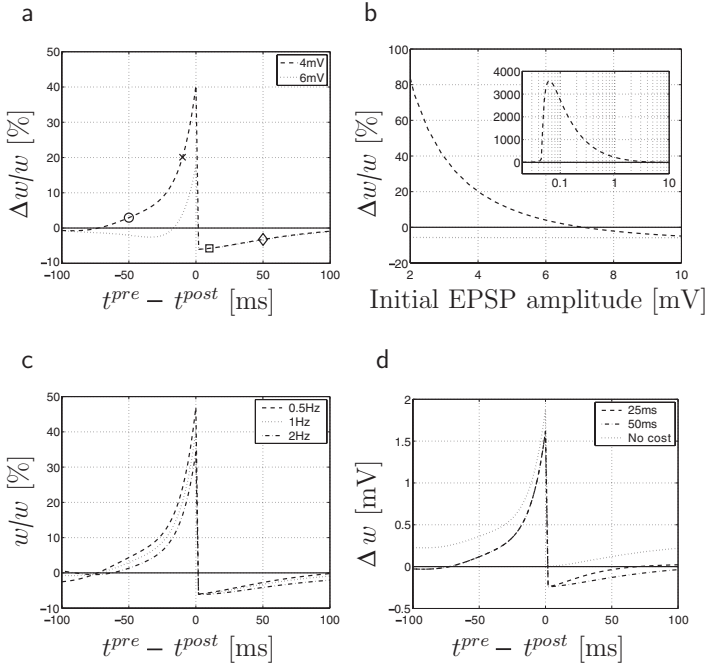 a
50
40
30
20
10
0
−10
−100 −50 0 50 100
Δw/w [%]
t^pre − t^post [ms]
4mV
6mV
b
100
80
60
40
20
0
−20
2 4 6 8 10
Δw/w [%]
Initial EPSP amplitude [mV]
4000
3000
2000
1000
0
0.1 1 10
c
50
40
30
20
10
0
−10
−100 −50 0 50 100
w/w [%]
t^pre − t^post [ms]
0.5Hz
1Hz
2Hz
d
2
1.5
1
0.5
0
−0.5
−100 −50 0 50 100
Δ w [mV]
t^pre − t^post [ms]
25ms
50ms
No cost